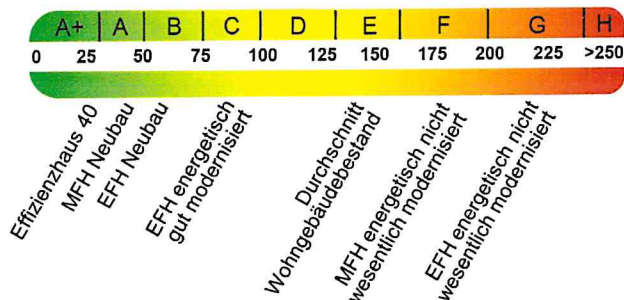 A+ A B C D E F G H
0 25 50 75 100 125 150 175 200 225 >250
Effizienzhaus 40
MFH Neubau
EFH Neubau
EFH energetisch
gut modernisiert
Durchschnitt
Wohngebäudebestand
MFH energetisch nicht
wesentlich modernisiert
EFH energetisch nicht
wesentlich modernisiert